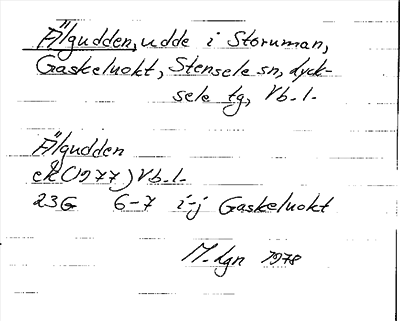 Älgudden, udde i Storuman,
Gaskeluokt, Stensele sn, Lyck-
sele tg, Vb. l.
Älgudden
ek (1977) Vb. l.
23G 6-7 i-j Gaskeluokt
M. Lgn 1978